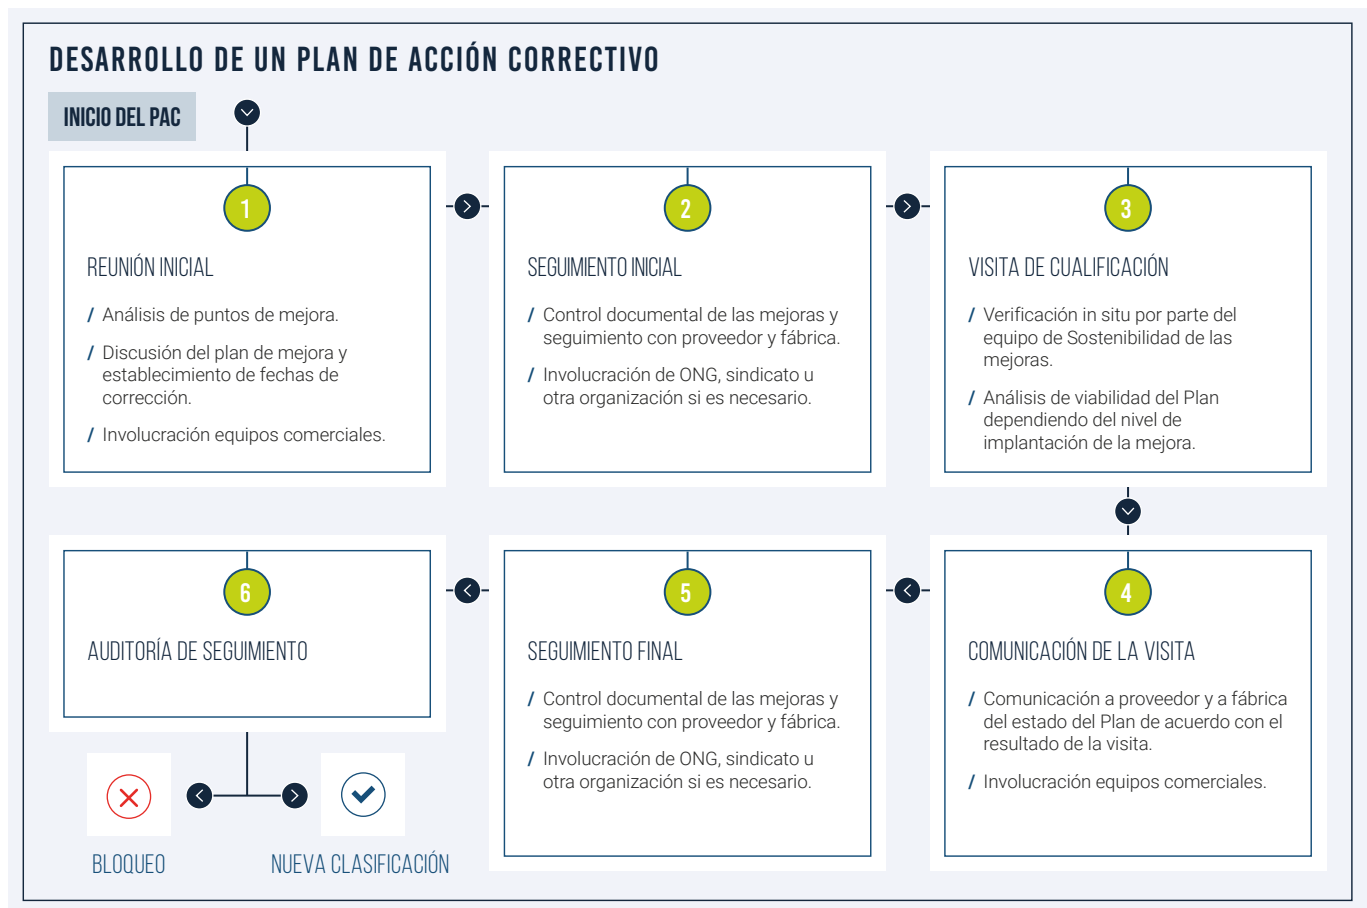 DESARROLLO DE UN PLAN DE ACCIÓN CORRECTIVO
INICIO DEL PAC
1
REUNIÓN INICIAL
/ Análisis de puntos de mejora.
/ Discusión del plan de mejora y
establecimiento de fechas de
corrección.
/ Involucración equipos comerciales.
2
SEGUIMIENTO INICIAL
/ Control documental de las mejoras y
seguimiento con proveedor y fábrica.
/ Involucración de ONG, sindicato u
otra organización si es necesario.
3
VISITA DE CUALIFICACIÓN
/ Verificación in situ por parte del
equipo de Sostenibilidad de las
mejoras.
/ Análisis de viabilidad del Plan
dependiendo del nivel de
implantación de la mejora.
4
COMUNICACIÓN DE LA VISITA
/ Comunicación a proveedor y a fábrica
del estado del Plan de acuerdo con el
resultado de la visita.
/ Involucración equipos comerciales.
5
SEGUIMIENTO FINAL
/ Control documental de las mejoras y
seguimiento con proveedor y fábrica.
/ Involucración de ONG, sindicato u
otra organización si es necesario.
6
AUDITORÍA DE SEGUIMIENTO
BLOQUEO
NUEVA CLASIFICACIÓN